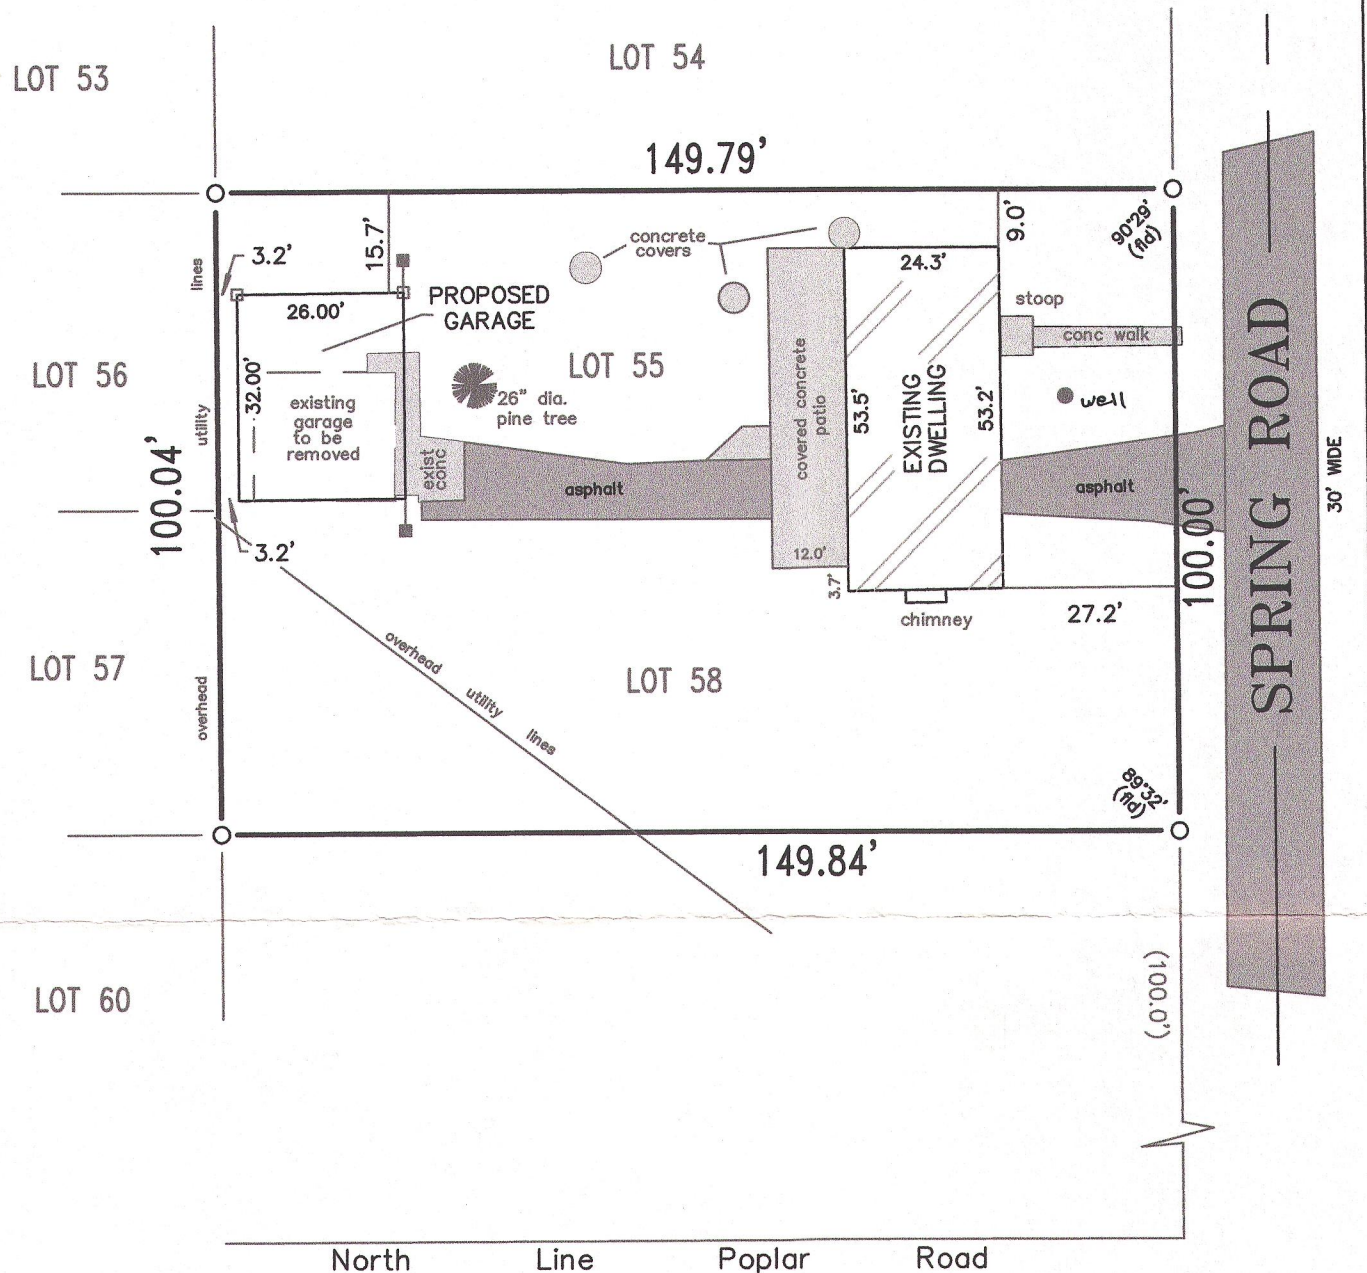 LOT 53
LOT 54
149.79'
15.7'
9.0'
90°29'
(fld)
concrete
covers
lines
3.2'
24.3'
26.00'
PROPOSED
GARAGE
stoop
conc walk
LOT 56
LOT 55
32.00'
existing
garage
to be
removed
26" dia.
pine tree
covered concrete
patio
53.5'
EXISTING
DWELLING
53.2'
well
SPRING ROAD
30' WIDE
utility
100.04'
exist
conc
asphalt
asphalt
100.00'
3.2'
12.0'
3.7'
chimney
27.2'
LOT 57
overhead
overhead
utility
lines
LOT 58
89°32'
(fld)
149.84'
LOT 60
(100.0')
North Line Poplar Road